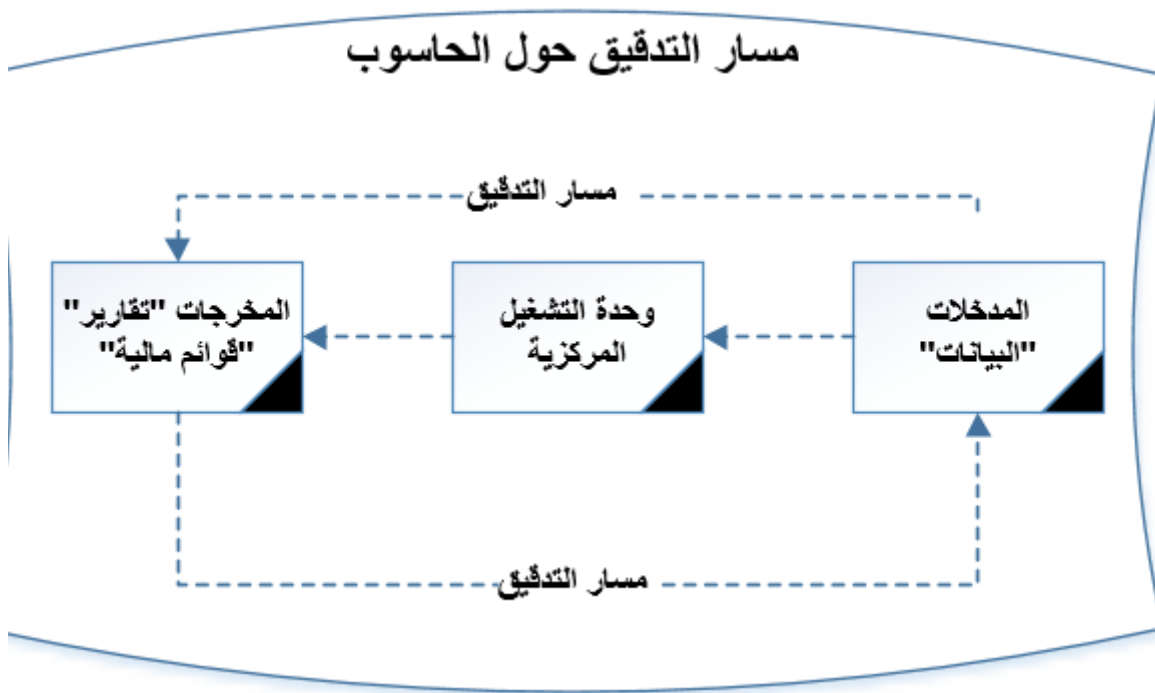 مسار التدقيق حول الحاسوب
مسار التدقيق
المدخلات
"البيانات"
وحدة التشغيل
المركزية
المخرجات "تقارير"
"قوائم مالية"
مسار التدقيق